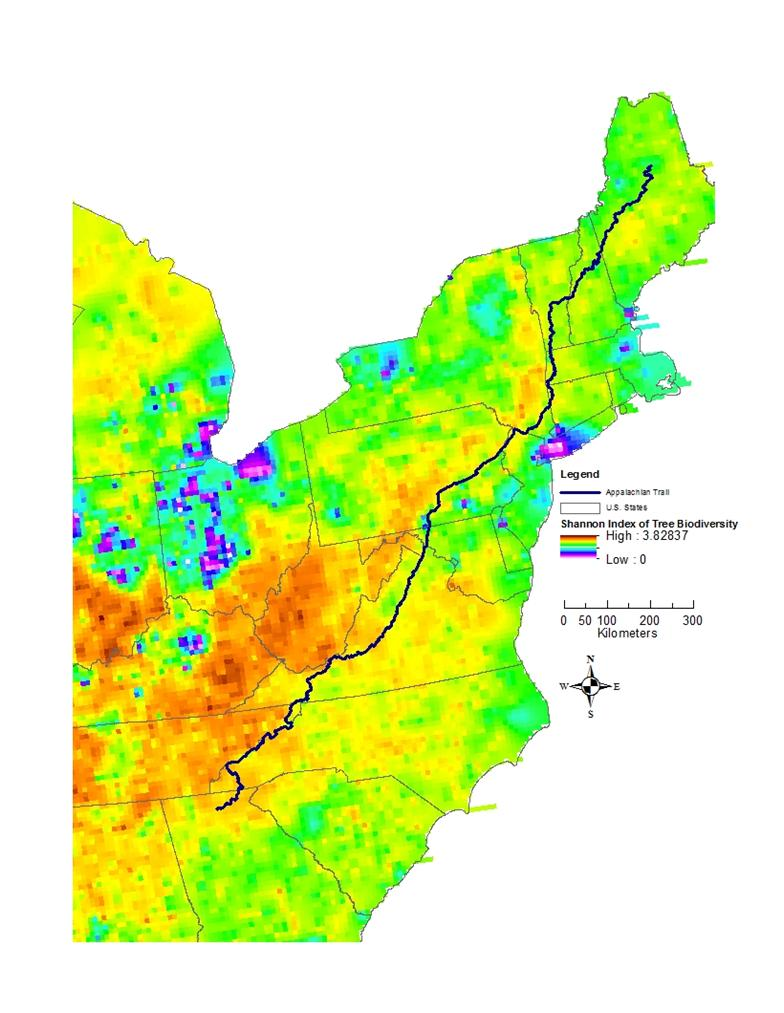 Legend
Appalachian Trail
U.S. States
Shannon Index of Tree Biodiversity
High : 3.82837
Low : 0
0 50 100 200 300
Kilometers
N
W E
S